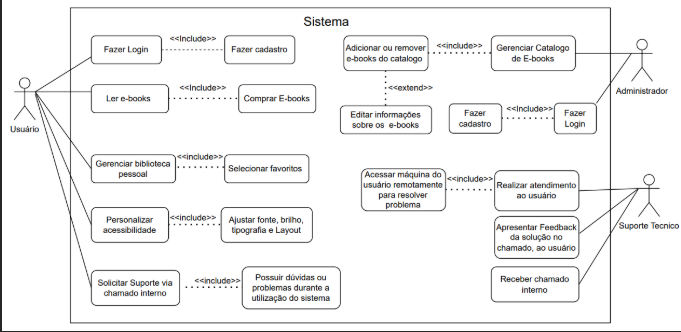 Sistema
Fazer Login
<<Include>>
Fazer cadastro
Adicionar ou remover
e-books do catalogo
<<include>>
Gerenciar Catalogo
de E-books
Administrador
<<extend>>
Ler e-books
<<Include>>
Comprar E-books
Usuário
Editar informações
sobre os e-books
Fazer
cadastro
<<Include>>
Fazer
Login
Gerenciar biblioteca
pessoal
<<include>>
Selecionar favoritos
Acessar máquina do
usuário remotamente
para resolver
problema
<<include>>
Realizar atendimento
ao usuário
Suporte Tecnico
Personalizar
acessibilidade
<<include>>
Ajustar fonte, brilho,
tipografia e Layout
Apresentar Feedback
da solução no
chamado, ao usuário
Solicitar Suporte via
chamado interno
<<include>>
Possuir dúvidas ou
problemas durante a
utilização do sistema
Receber chamado
interno